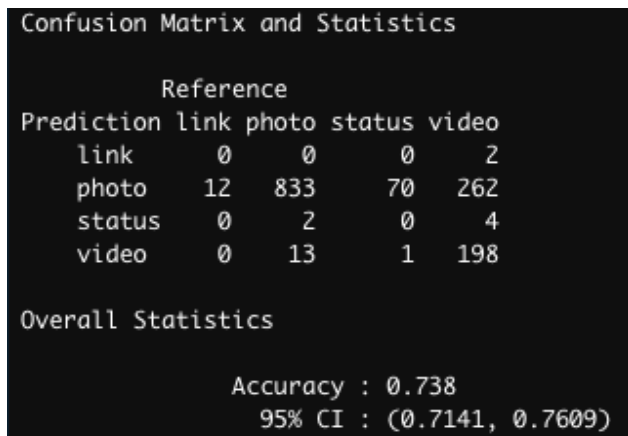 Confusion Matrix and Statistics
Reference
Prediction link photo status video
link 0 0 0 2
photo 12 833 70 262
status 0 2 0 4
video 0 13 1 198
Overall Statistics
Accuracy : 0.738
95% CI : (0.7141, 0.7609)